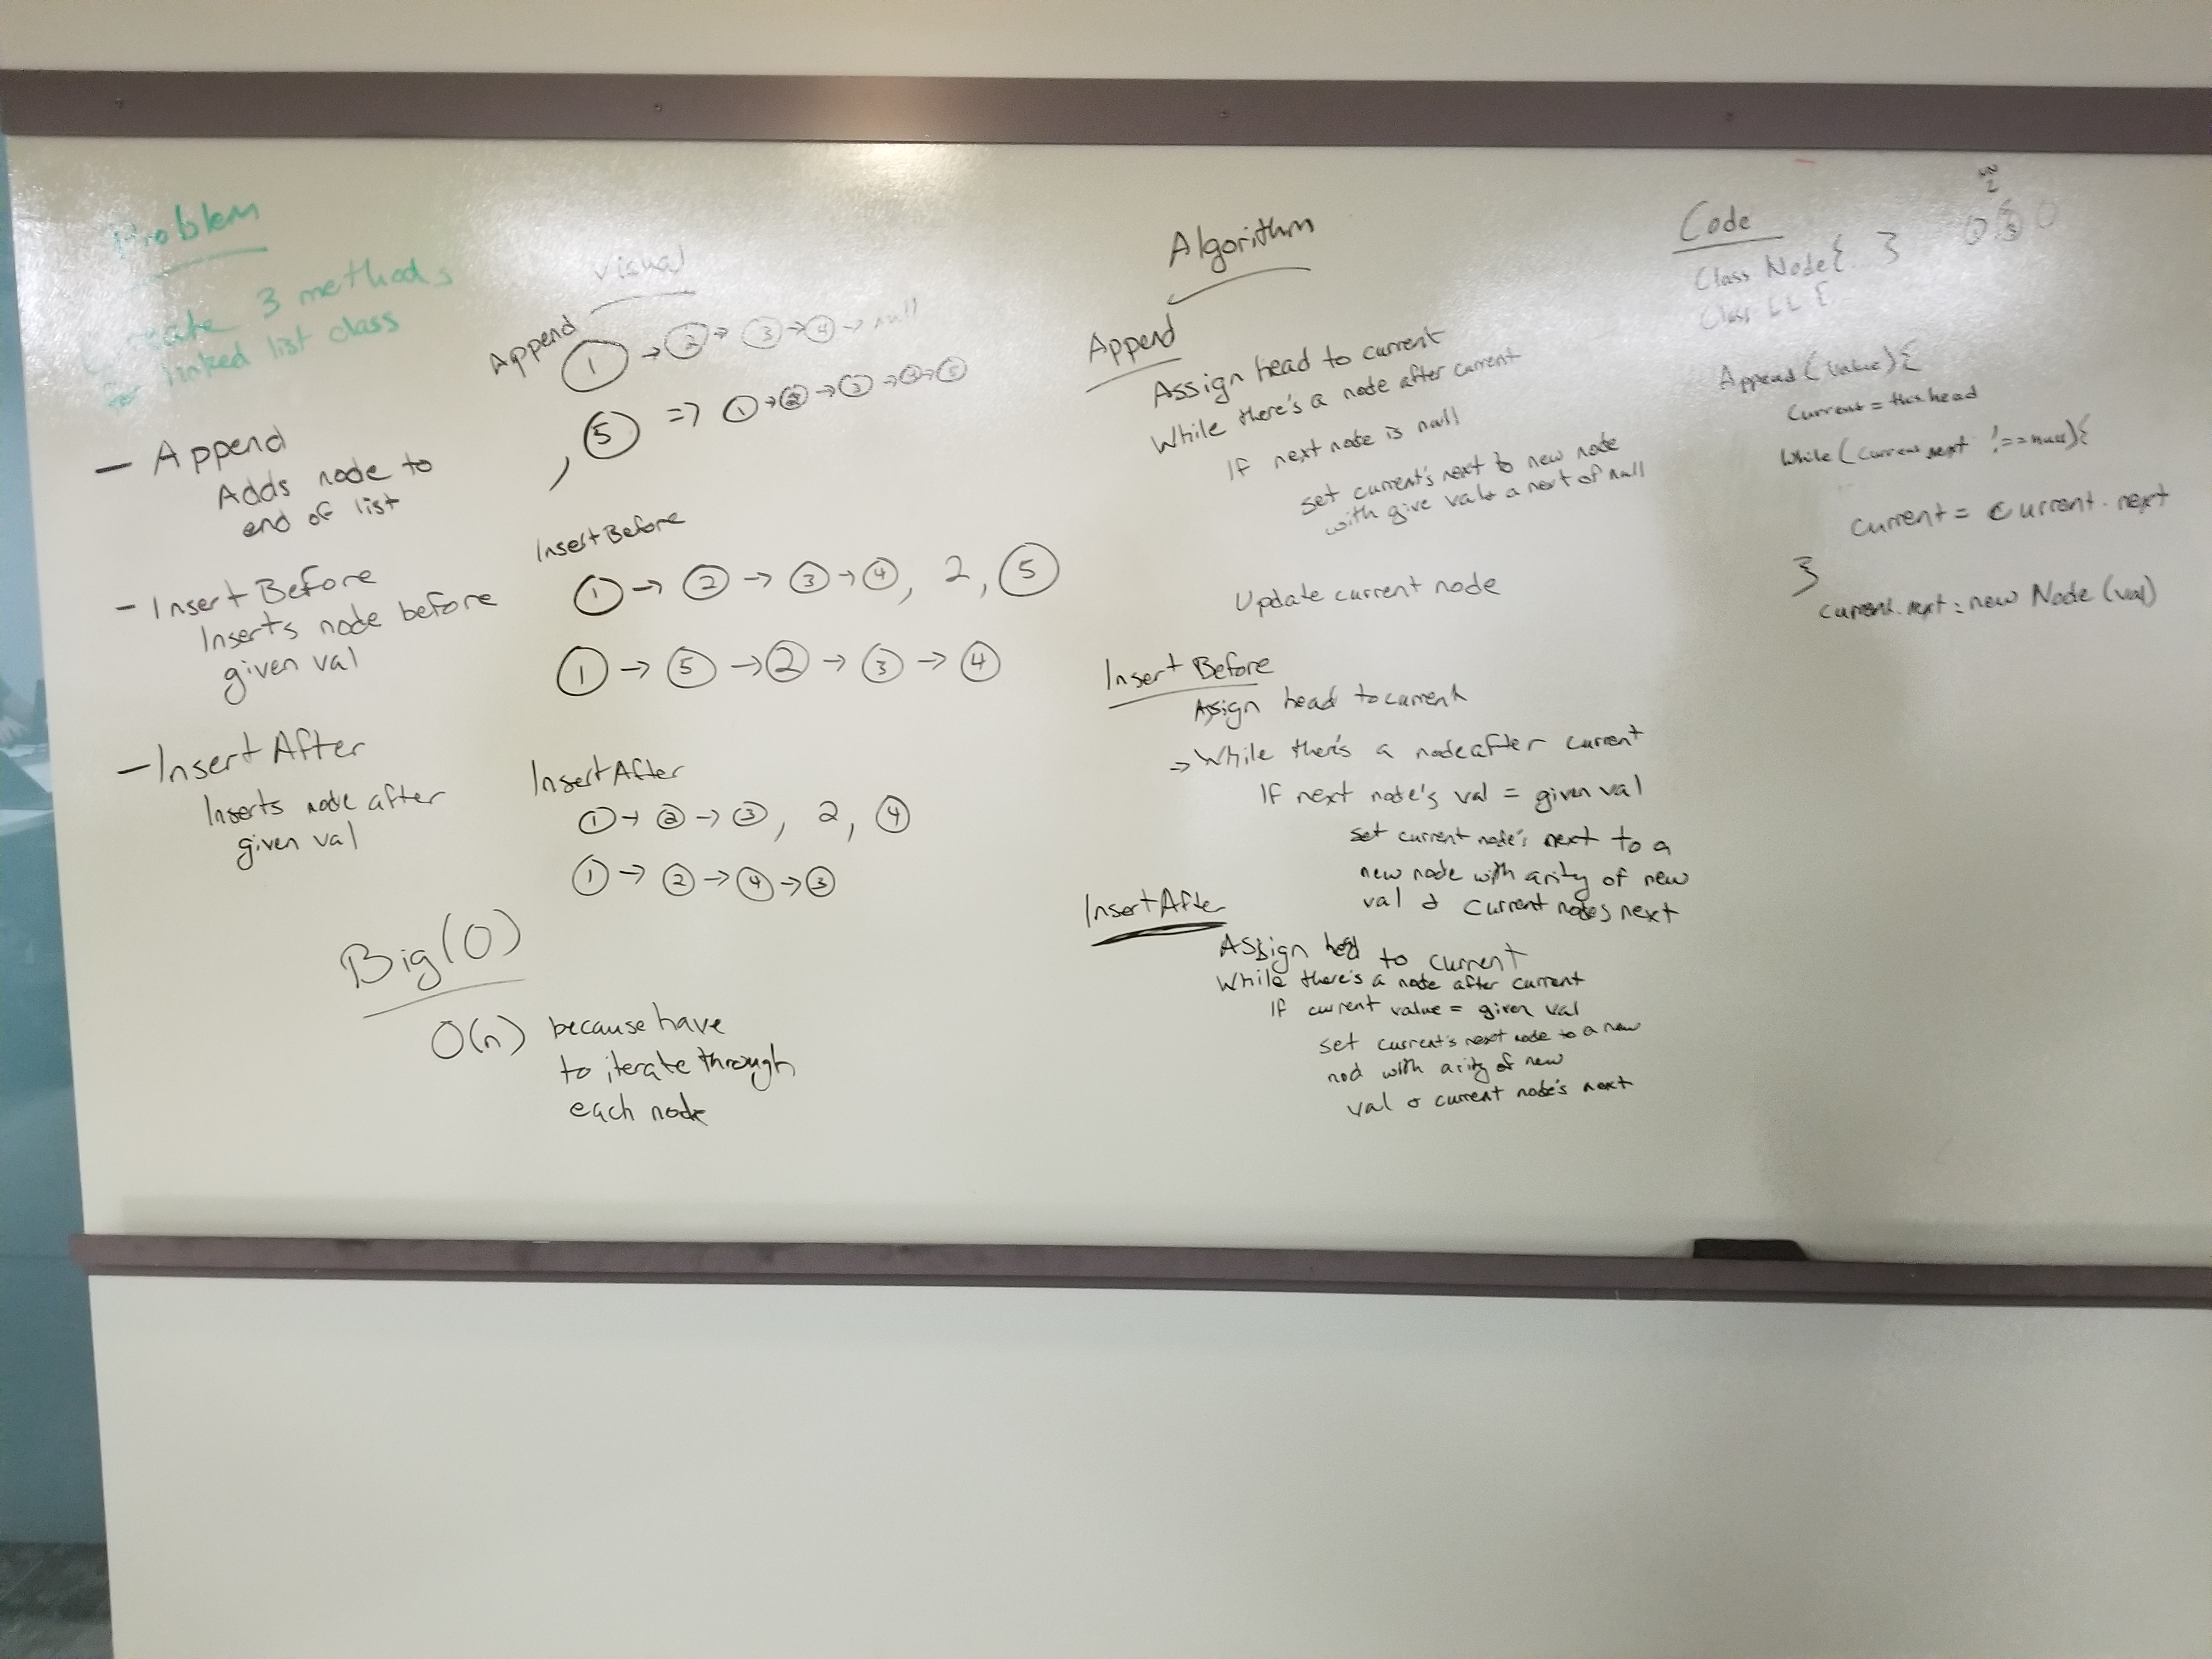 Problem
Create 3 methods
for linked list class
- Append
Adds node to
end of list
- Insert Before
Inserts node before
given val
- Insert After
Inserts node after
given val
Big(O)
O(n) because have
to iterate through
each node
Visual
Append
1 → 2 → 3 → 4 → null
, 5 => 1 → 2 → 3 → 4 → 5
InsertBefore
1 → 2 → 3 → 4, 2, 5
1 → 5 → 2 → 3 → 4
InsertAfter
1 → 2 → 3, 2, 4
1 → 2 → 4 → 3
Algorithm
Append
Assign head to current
While there's a node after current
If next node is null
set current's next to new node
with give val & a next of null
Update current node
Insert Before
Assign head to current
→ While there's a node after current
If next node's val = given val
set current node's next to a
new node with arity of new
val & current nodes next
InsertAfter
Assign head to current
While there's a node after current
If current value = given val
set current's next node to a new
nod with arity of new
val & current node's next
Code
Class Node { }
Class LL {
Append (value) {
Current = this.head
While (current.next !== null) {
current = current.next
}
current.next = new Node (val)
2